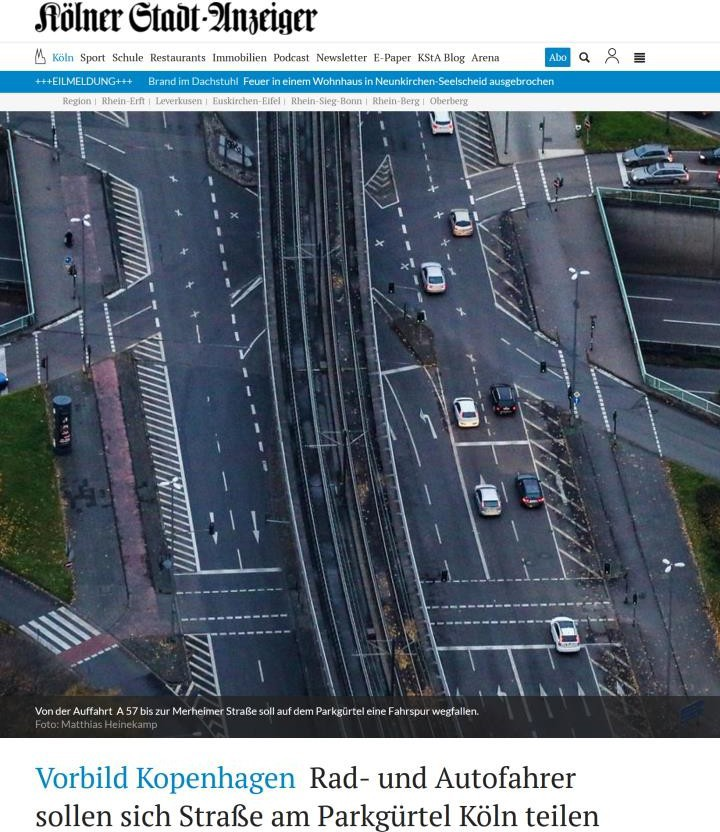 Kölner Stadt-Anzeiger
Köln Sport Schule Restaurants Immobilien Podcast Newsletter E-Paper KStA Blog Arena Abo
+++EILMELDUNG+++ Brand im Dachstuhl Feuer in einem Wohnhaus in Neunkirchen-Seelscheid ausgebrochen
Region | Rhein-Erft | Leverkusen | Euskirchen-Eifel | Rhein-Sieg-Bonn | Rhein-Berg | Oberberg
Von der Auffahrt A 57 bis zur Merheimer Straße soll auf dem Parkgürtel eine Fahrspur wegfallen.
Foto: Matthias Heinekamp
Vorbild Kopenhagen Rad- und Autofahrer
sollen sich Straße am Parkgürtel Köln teilen